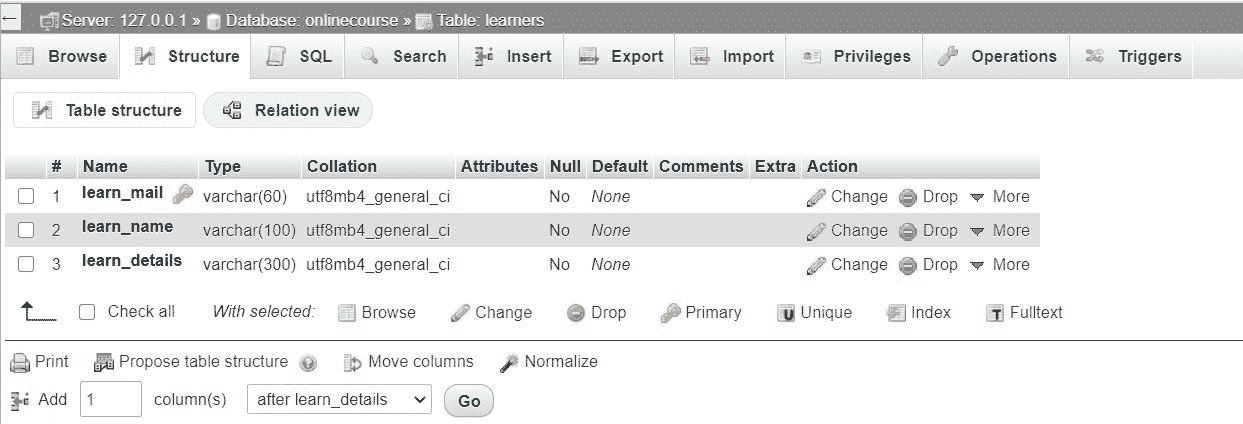 ← Server: 127.0.0.1 » Database: onlinecourse » Table: learners
Browse Structure SQL Search Insert Export Import Privileges Operations Triggers
Table structure Relation view
# Name Type Collation Attributes Null Default Comments Extra Action
1 learn_mail varchar(60) utf8mb4_general_ci No None Change Drop More
2 learn_name varchar(100) utf8mb4_general_ci No None Change Drop More
3 learn_details varchar(300) utf8mb4_general_ci No None Change Drop More
Check all With selected: Browse Change Drop Primary Unique Index Fulltext
Print Propose table structure Move columns Normalize
Add 1 column(s) after learn_details Go